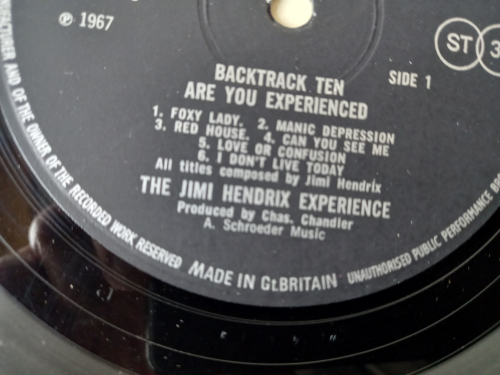 ℗ 1967
ST 3
BACKTRACK TEN
SIDE 1
ARE YOU EXPERIENCED
1. FOXY LADY. 2. MANIC DEPRESSION
3. RED HOUSE. 4. CAN YOU SEE ME
5. LOVE OR CONFUSION
6. I DON'T LIVE TODAY
All titles composed by Jimi Hendrix
THE JIMI HENDRIX EXPERIENCE
Produced by Chas. Chandler
A. Schroeder Music
AND OF THE OWNER OF THE RECORDED WORK RESERVED
MADE IN Gt.BRITAIN
UNAUTHORISED PUBLIC PERFORMANCE